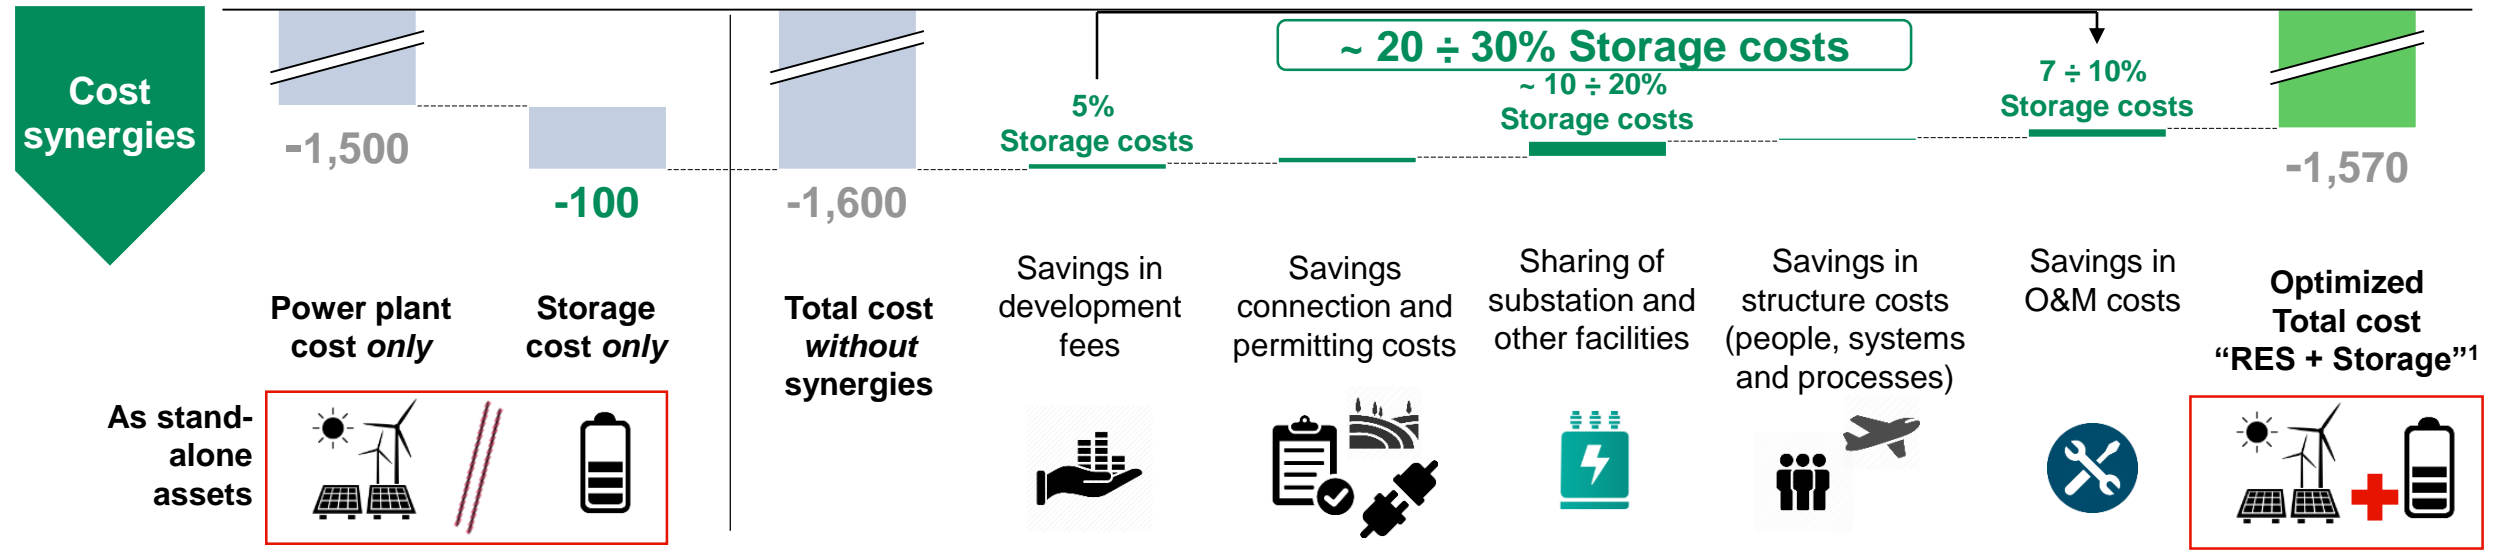 Cost
synergies
-1,500
-100
-1,600
5%
Storage costs
~ 20 ÷ 30% Storage costs
~ 10 ÷ 20%
Storage costs
7 ÷ 10%
Storage costs
-1,570
Power plant
cost only
Storage
cost only
Total cost
without
synergies
Savings in
development
fees
Savings
connection and
permitting costs
Sharing of
substation and
other facilities
Savings in
structure costs
(people, systems
and processes)
Savings in
O&M costs
Optimized
Total cost
“RES + Storage”¹
As stand-
alone
assets